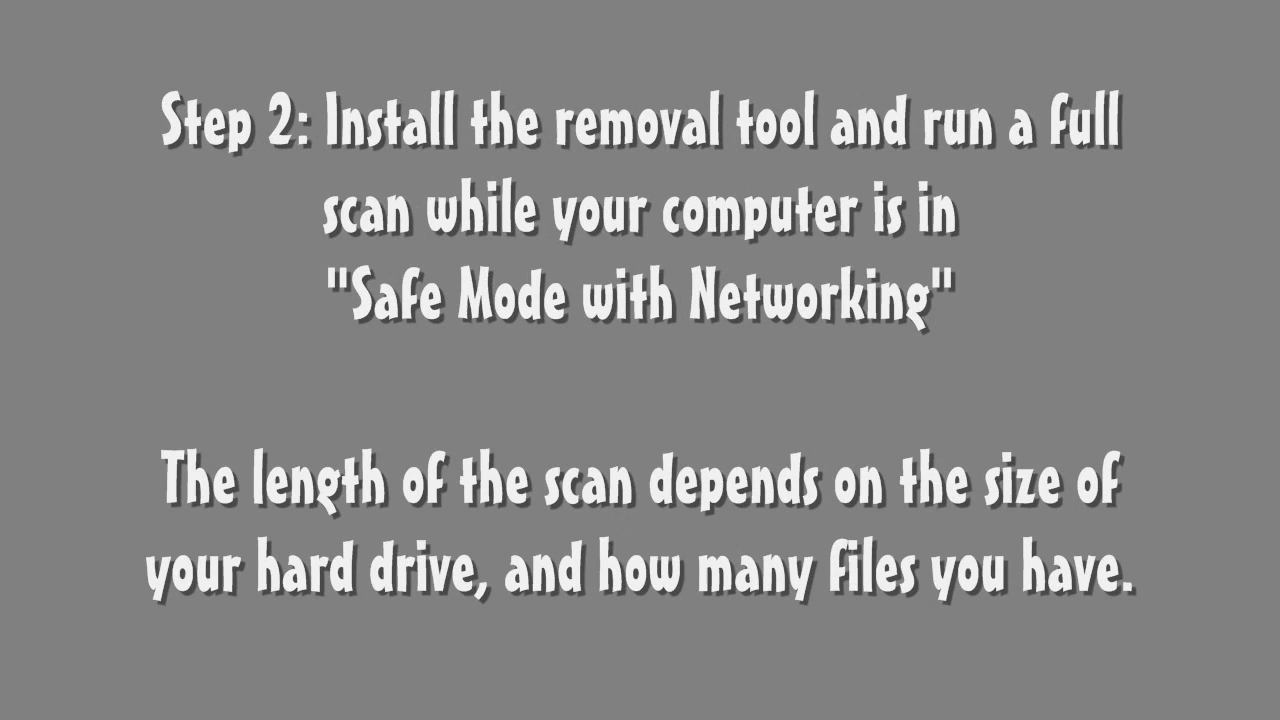 Step 2: Install the removal tool and run a full
scan while your computer is in
"Safe Mode with Networking"
The length of the scan depends on the size of
your hard drive, and how many files you have.